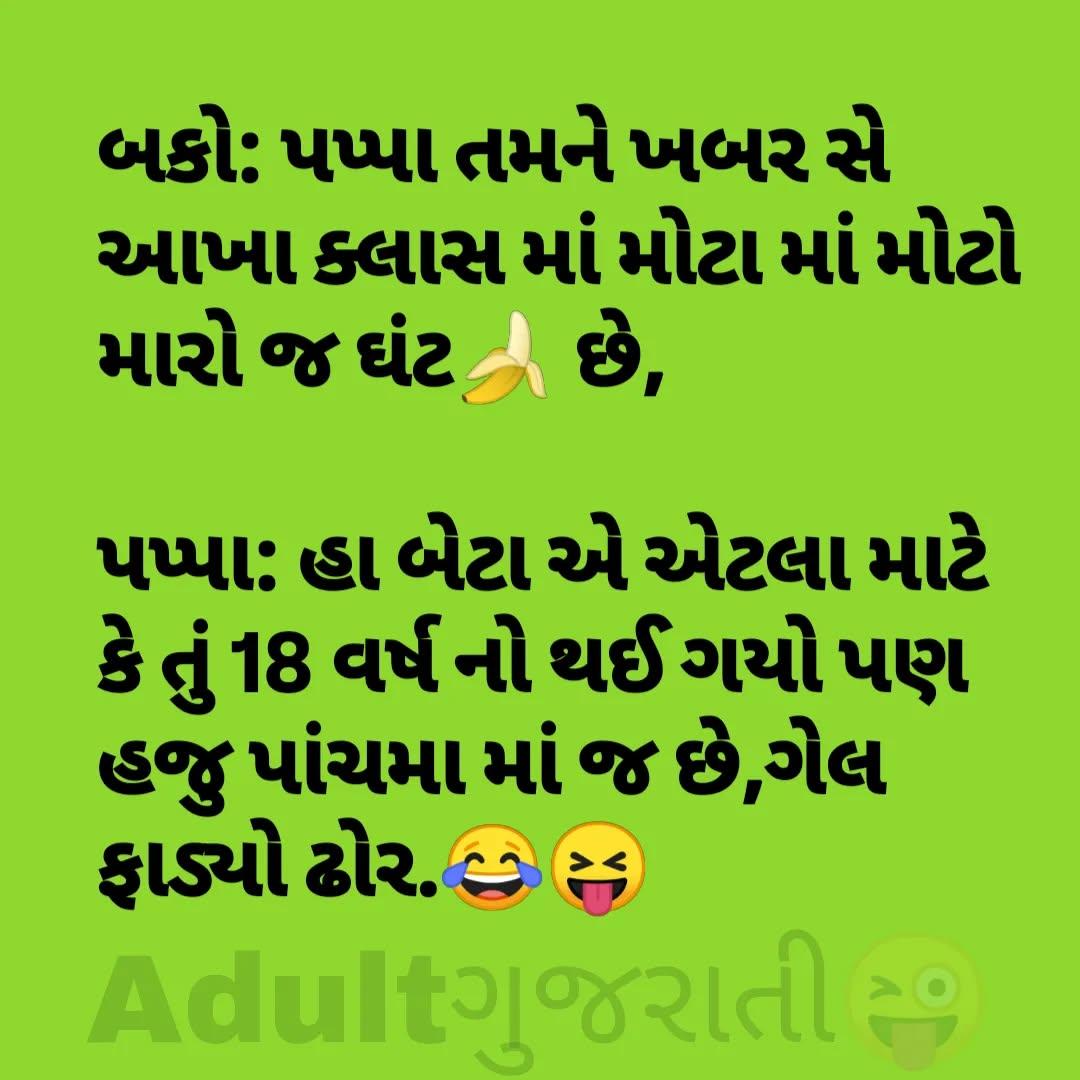 બકો: પપ્પા તમને ખબર સે
આખા ક્લાસ માં મોટા માં મોટો
મારો જ ઘંટ🍌 છે,
પપ્પા: હા બેટા એ એટલા માટે
કે તું 18 વર્ષ નો થઈ ગયો પણ
હજુ પાંચમા માં જ છે,ગેલ
ફાડ્યો ઢોર.😂😝
Adultગુજરાતી😜